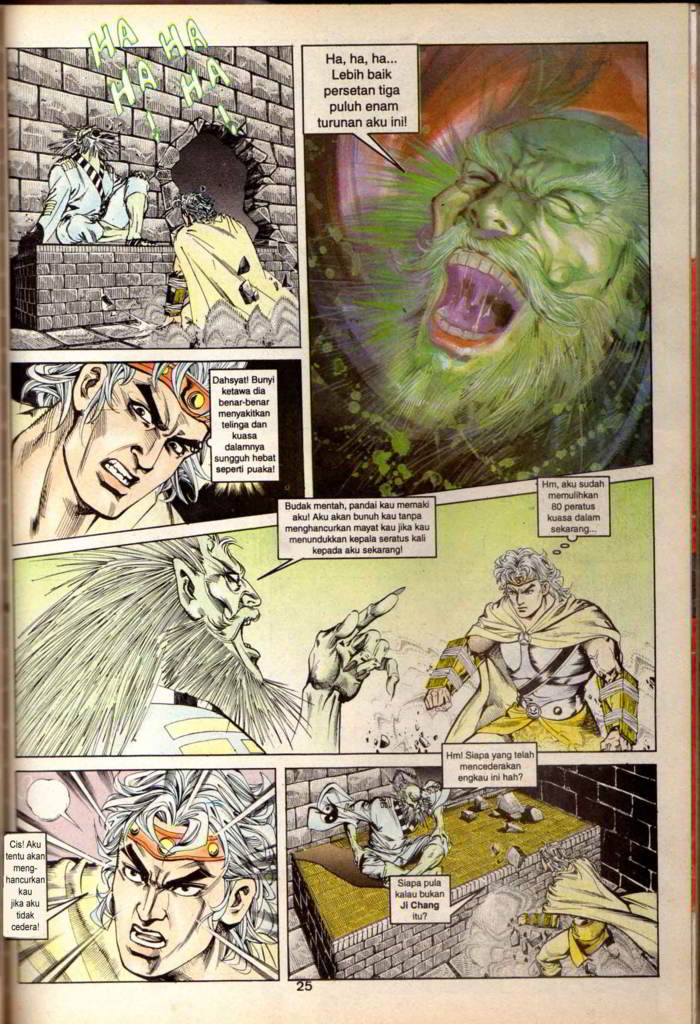 HA HA
HA HA
! !
Ha, ha, ha...
Lebih baik
persetan tiga
puluh enam
turunan aku ini!
Dahsyat! Bunyi
ketawa dia
benar-benar
menyakitkan
telinga dan
kuasa
dalamnya
sungguh hebat
seperti puaka!
Budak mentah, pandai kau memaki
aku! Aku akan bunuh kau tanpa
menghancurkan mayat kau jika kau
menundukkan kepala seratus kali
kepada aku sekarang!
Hm, aku sudah
memulihkan
80 peratus
kuasa dalam
sekarang...
Cis! Aku
tentu akan
meng-
hancurkan
kau
jika aku
tidak
cedera!
Hm! Siapa yang telah
mencederakan
engkau ini hah?
Siapa pula
kalau bukan
Ji Chang
itu?
25